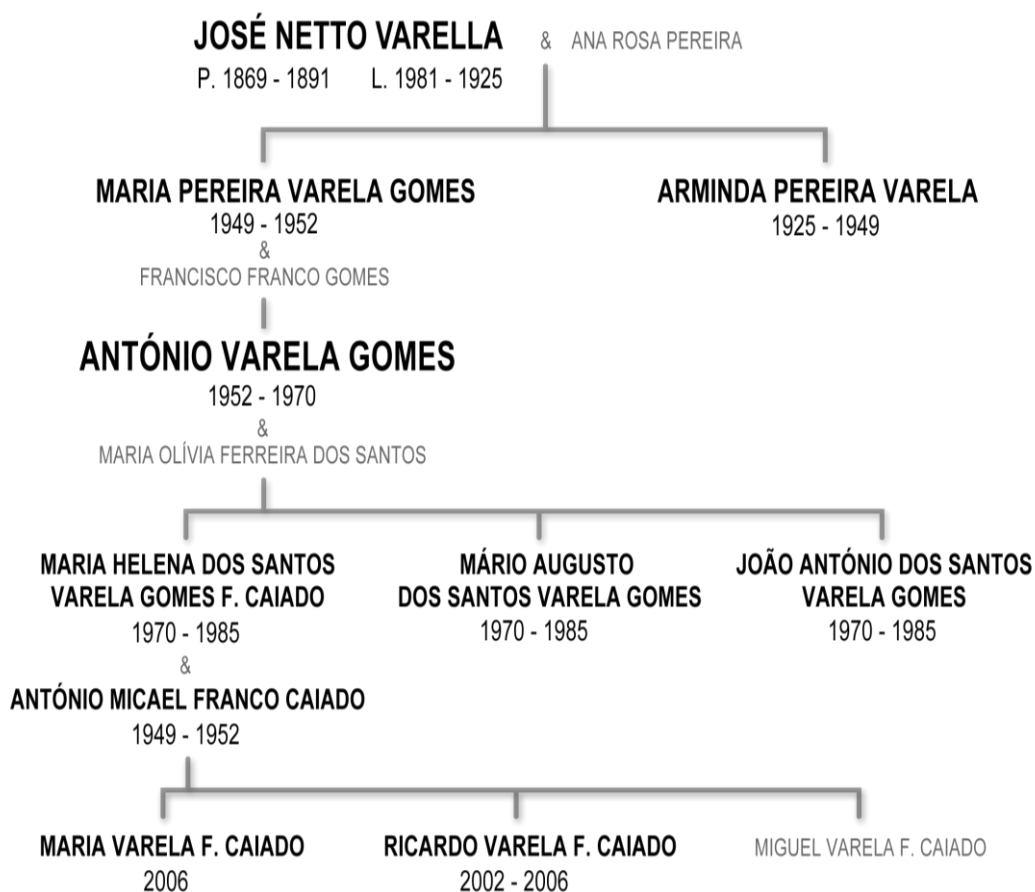 JOSÉ NETTO VARELLA & ANA ROSA PEREIRA
P. 1869 - 1891 L. 1981 - 1925
MARIA PEREIRA VARELA GOMES
1949 - 1952
&
FRANCISCO FRANCO GOMES
ARMINDA PEREIRA VARELA
1925 - 1949
ANTÓNIO VARELA GOMES
1952 - 1970
&
MARIA OLÍVIA FERREIRA DOS SANTOS
MARIA HELENA DOS SANTOS
VARELA GOMES F. CAIADO
1970 - 1985
&
ANTÓNIO MICAEL FRANCO CAIADO
1949 - 1952
MÁRIO AUGUSTO
DOS SANTOS VARELA GOMES
1970 - 1985
JOÃO ANTÓNIO DOS SANTOS
VARELA GOMES
1970 - 1985
MARIA VARELA F. CAIADO
2006
RICARDO VARELA F. CAIADO
2002 - 2006
MIGUEL VARELA F. CAIADO